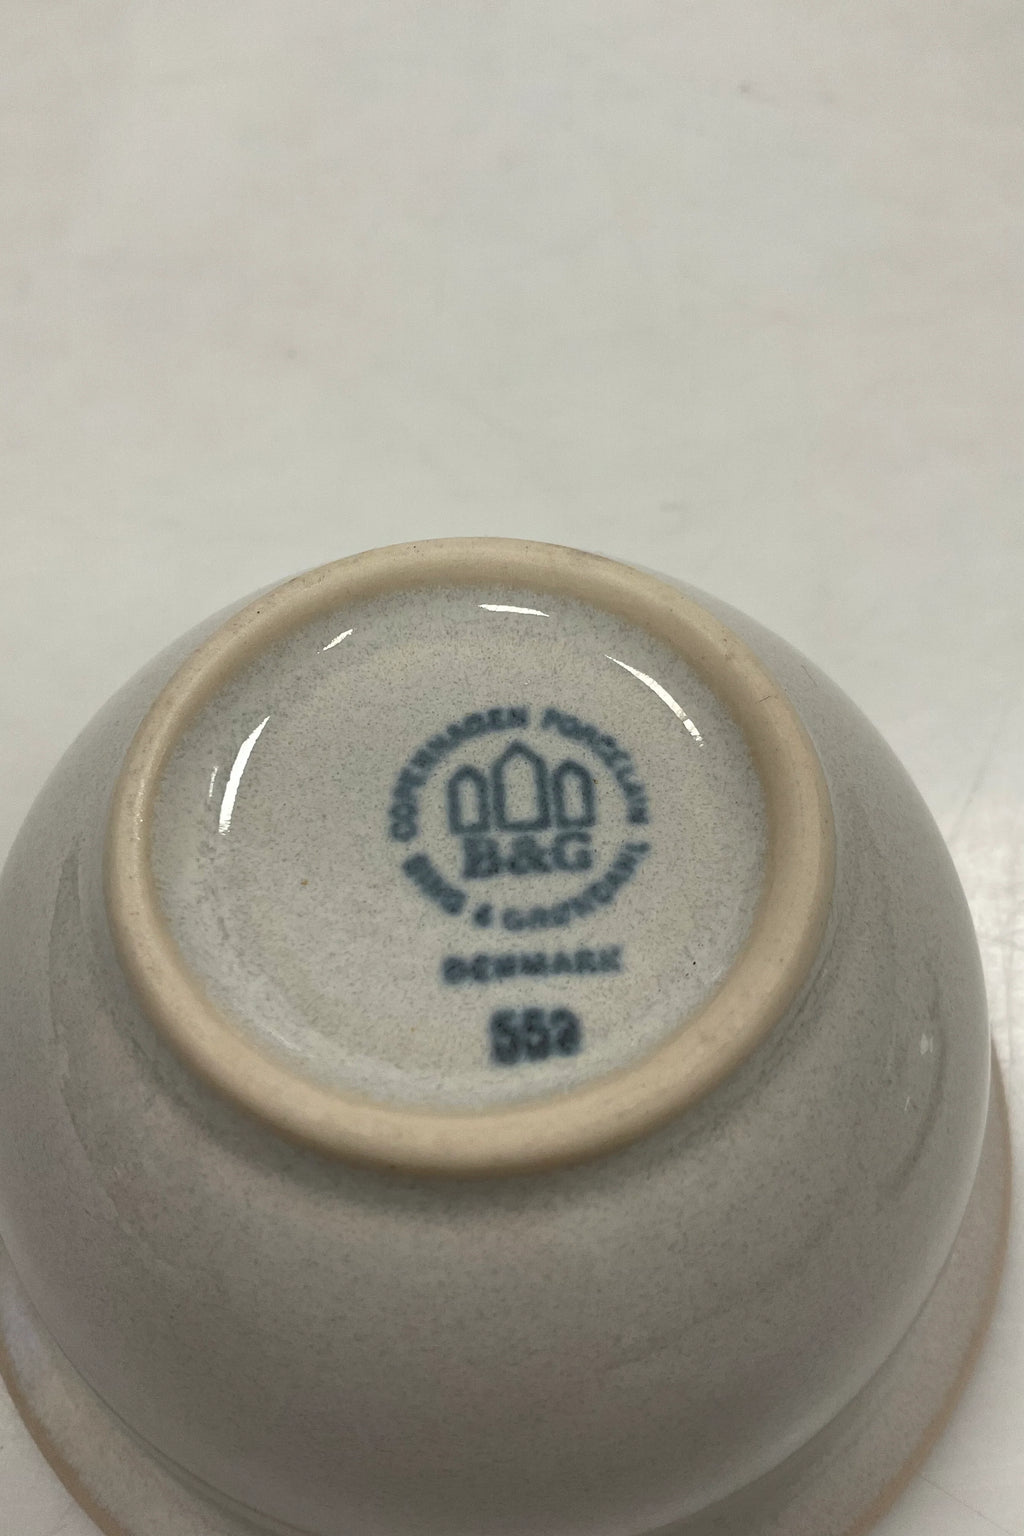 COPENHAGEN PORCELAIN
B&G
BING & GRØNDAHL
DENMARK
559